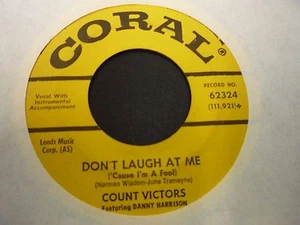 CORAL
Vocal With
Instrumental
Accompaniment
RECORD NO.
62324
(111,921)
Leeds Music
Corp. (AS)
DON'T LAUGH AT ME
('Cause I'm A Fool)
(Norman Wisdom-June Tremayne)
COUNT VICTORS
Featuring DANNY HARRISON